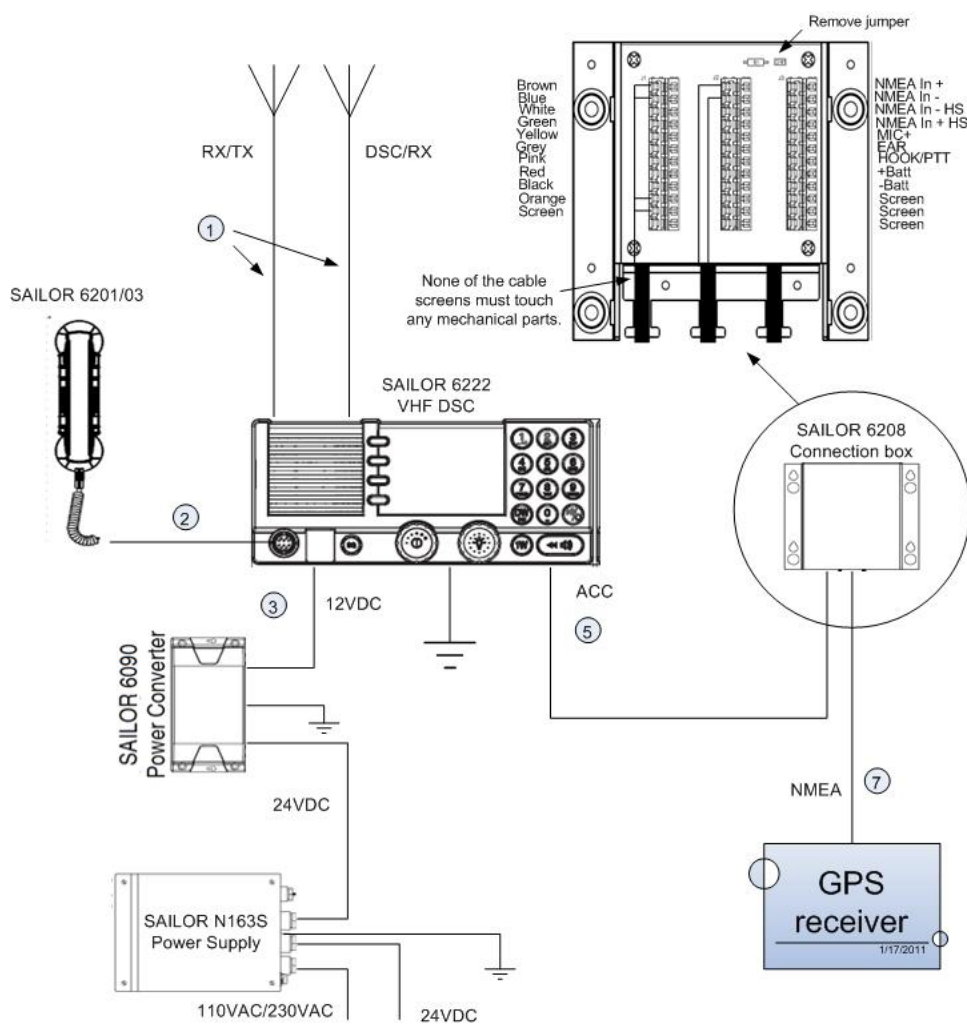 Remove jumper
Brown
Blue
White
Green
Yellow
Grey
Pink
Red
Black
Orange
Screen
NMEA In +
NMEA In -
NMEA In - HS
NMEA In + HS
MIC+
EAR
HOOK/PTT
+Batt
-Batt
Screen
Screen
Screen
RX/TX
DSC/RX
1
None of the cable
screens must touch
any mechanical parts.
SAILOR 6201/03
SAILOR 6222
VHF DSC
SAILOR 6208
Connection box
2
3
12VDC
ACC
5
SAILOR 6090
Power Converter
24VDC
NMEA
7
SAILOR N163S
Power Supply
GPS
receiver
1/17/2011
110VAC/230VAC
24VDC